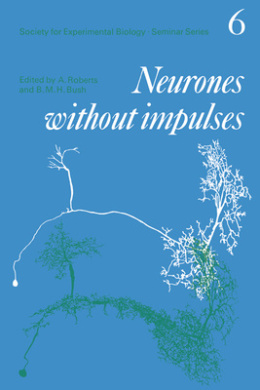 Society for Experimental Biology · Seminar Series
6
Edited by A. Roberts
and B. M. H. Bush
Neurones
without impulses